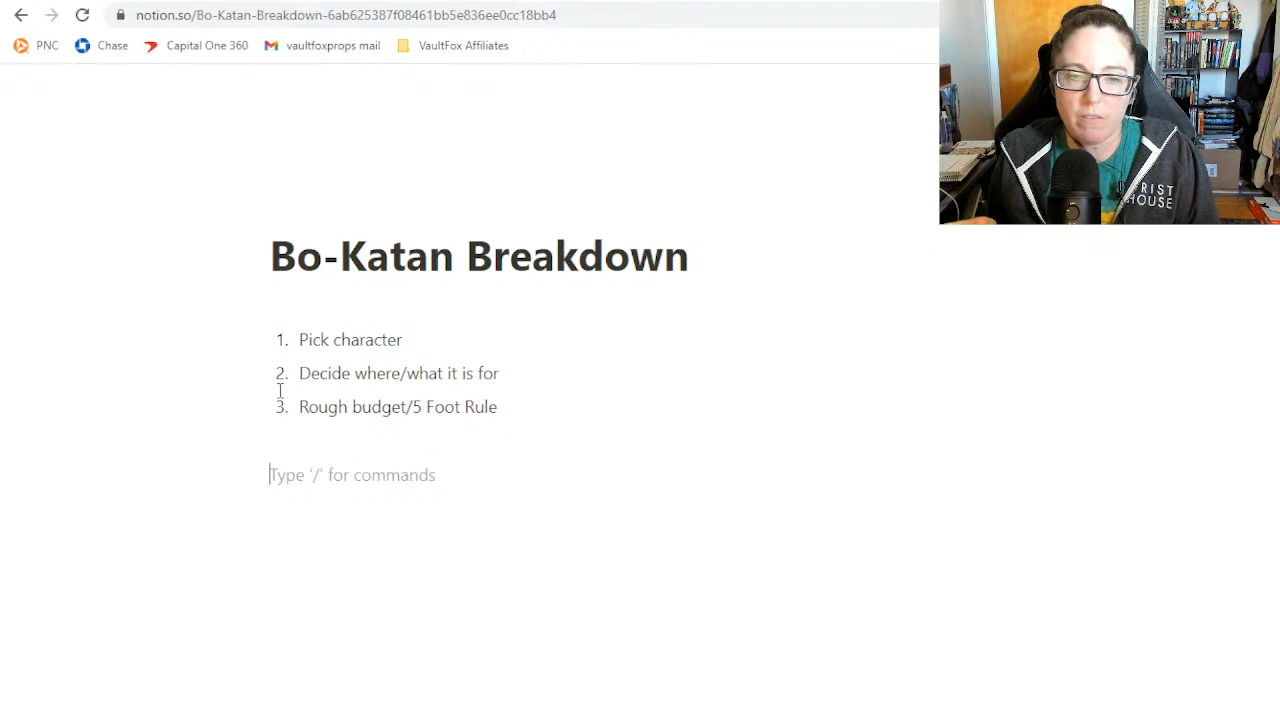 notion.so/Bo-Katan-Breakdown-6ab625387f08461bb5e836ee0cc18bb4
PNC Chase Capital One 360 vaultfoxprops mail VaultFox Affiliates
Bo-Katan Breakdown
1. Pick character
2. Decide where/what it is for
3. Rough budget/5 Foot Rule
Type '/' for commands
HOUSE